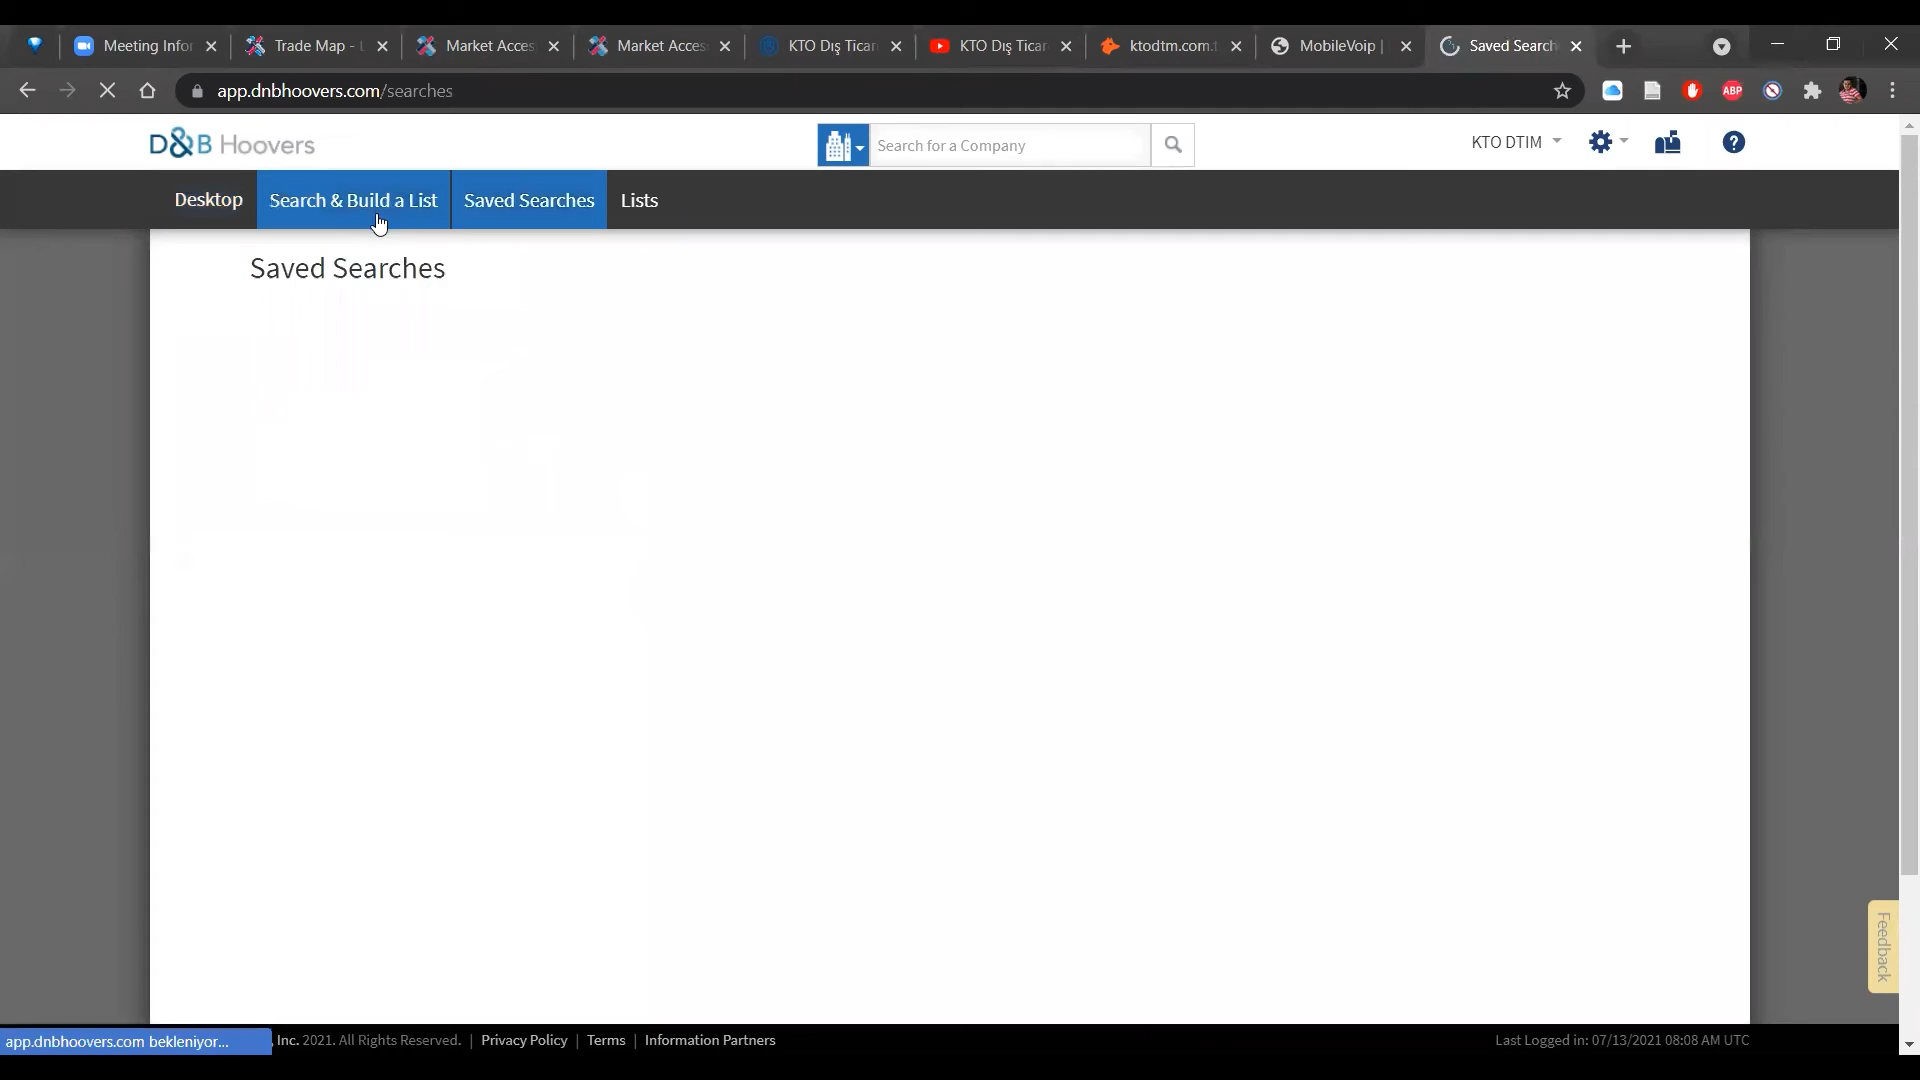 Meeting Infor
Trade Map - L
Market Acces
Market Acces
KTO Dış Ticar
KTO Dış Ticar
ktodtm.com.t
MobileVoip |
Saved Search
app.dnbhoovers.com/searches
ABP
D&B Hoovers
Search for a Company
KTO DTIM
Desktop
Search & Build a List
Saved Searches
Lists
Saved Searches
Feedback
app.dnbhoovers.com bekleniyor...
, Inc. 2021. All Rights Reserved. | Privacy Policy | Terms | Information Partners
Last Logged in: 07/13/2021 08:08 AM UTC